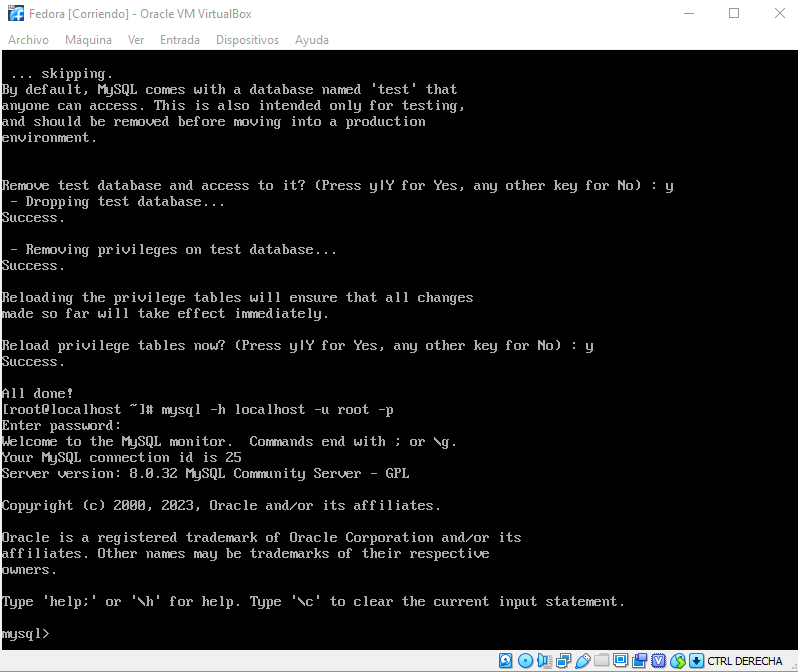 Fedora [Corriendo] - Oracle VM VirtualBox
Archivo Máquina Ver Entrada Dispositivos Ayuda
... skipping.
By default, MySQL comes with a database named 'test' that
anyone can access. This is also intended only for testing,
and should be removed before moving into a production
environment.
Remove test database and access to it? (Press y|Y for Yes, any other key for No) : y
- Dropping test database...
Success.
- Removing privileges on test database...
Success.
Reloading the privilege tables will ensure that all changes
made so far will take effect immediately.
Reload privilege tables now? (Press y|Y for Yes, any other key for No) : y
Success.
All done!
[root@localhost ~]# mysql -h localhost -u root -p
Enter password:
Welcome to the MySQL monitor.  Commands end with ; or \g.
Your MySQL connection id is 25
Server version: 8.0.32 MySQL Community Server - GPL
Copyright (c) 2000, 2023, Oracle and/or its affiliates.
Oracle is a registered trademark of Oracle Corporation and/or its
affiliates. Other names may be trademarks of their respective
owners.
Type 'help;' or '\h' for help. Type '\c' to clear the current input statement.
mysql>
CTRL DERECHA